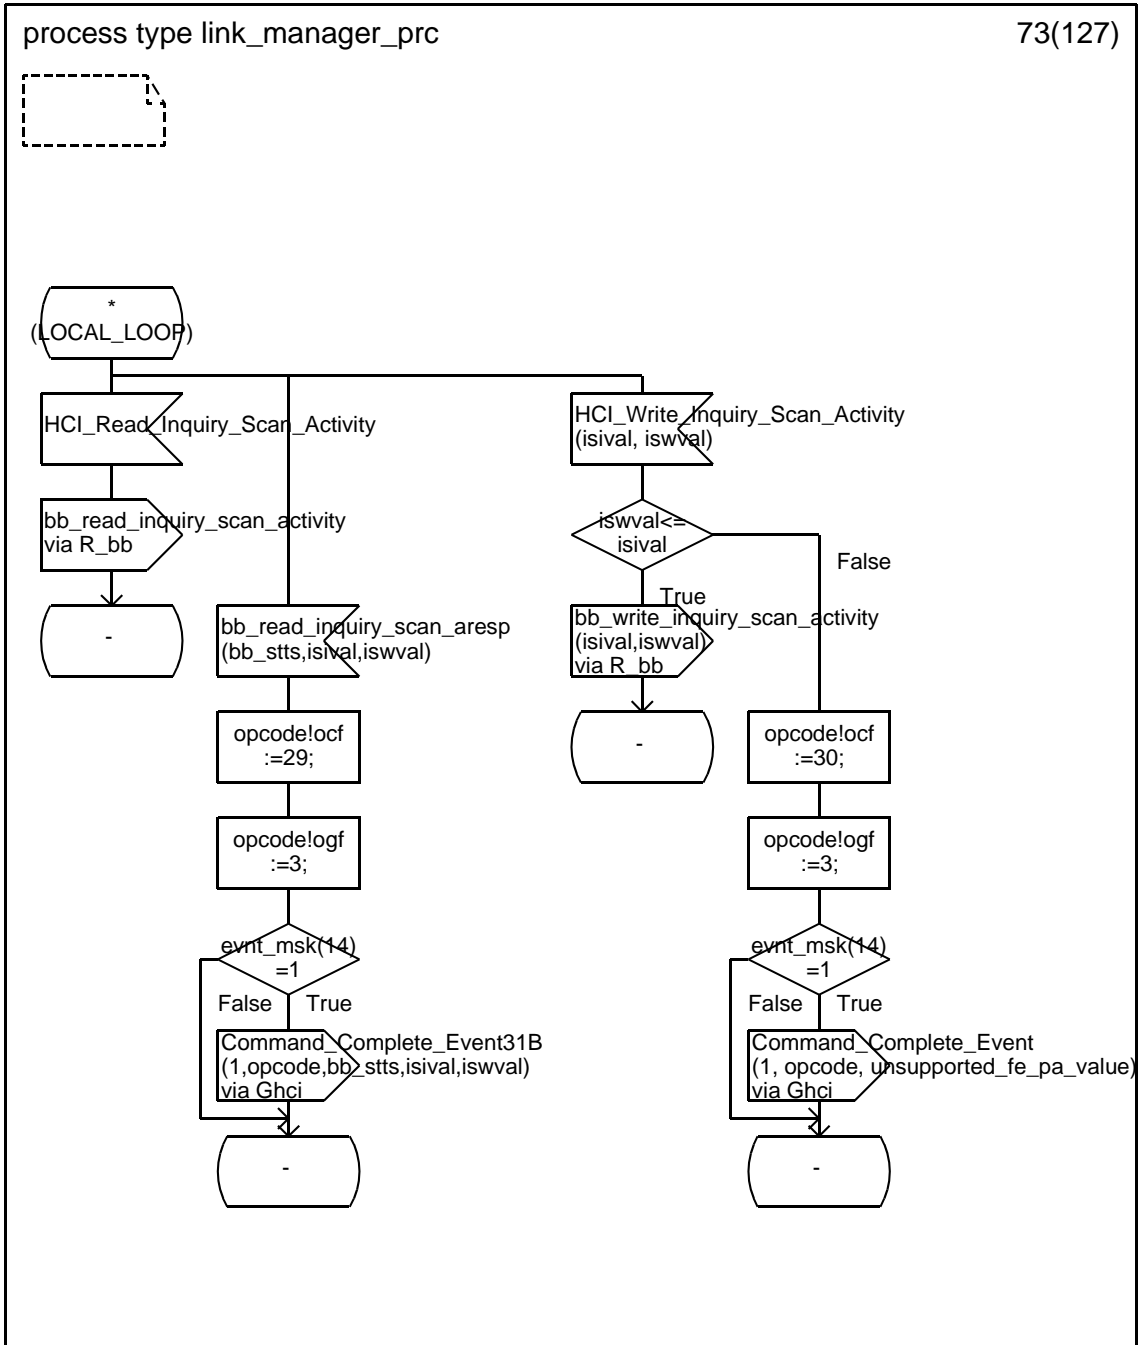 process type link_manager_prc
73(127)
*
(LOCAL_LOOP)
HCI_Read_Inquiry_Scan_Activity
bb_read_inquiry_scan_activity
via R_bb
-
bb_read_inquiry_scan_aresp
(bb_stts,isival,iswval)
opcode!ocf
:=29;
opcode!ogf
:=3;
evnt_msk(14)
=1
False
True
Command_Complete_Event31B
(1,opcode,bb_stts,isival,iswval)
via Ghci
-
HCI_Write_Inquiry_Scan_Activity
(isival, iswval)
iswval<=
isival
False
True
bb_write_inquiry_scan_activity
(isival,iswval)
via R_bb
-
opcode!ocf
:=30;
opcode!ogf
:=3;
evnt_msk(14)
=1
False
True
Command_Complete_Event
(1, opcode, unsupported_fe_pa_value)
via Ghci
-